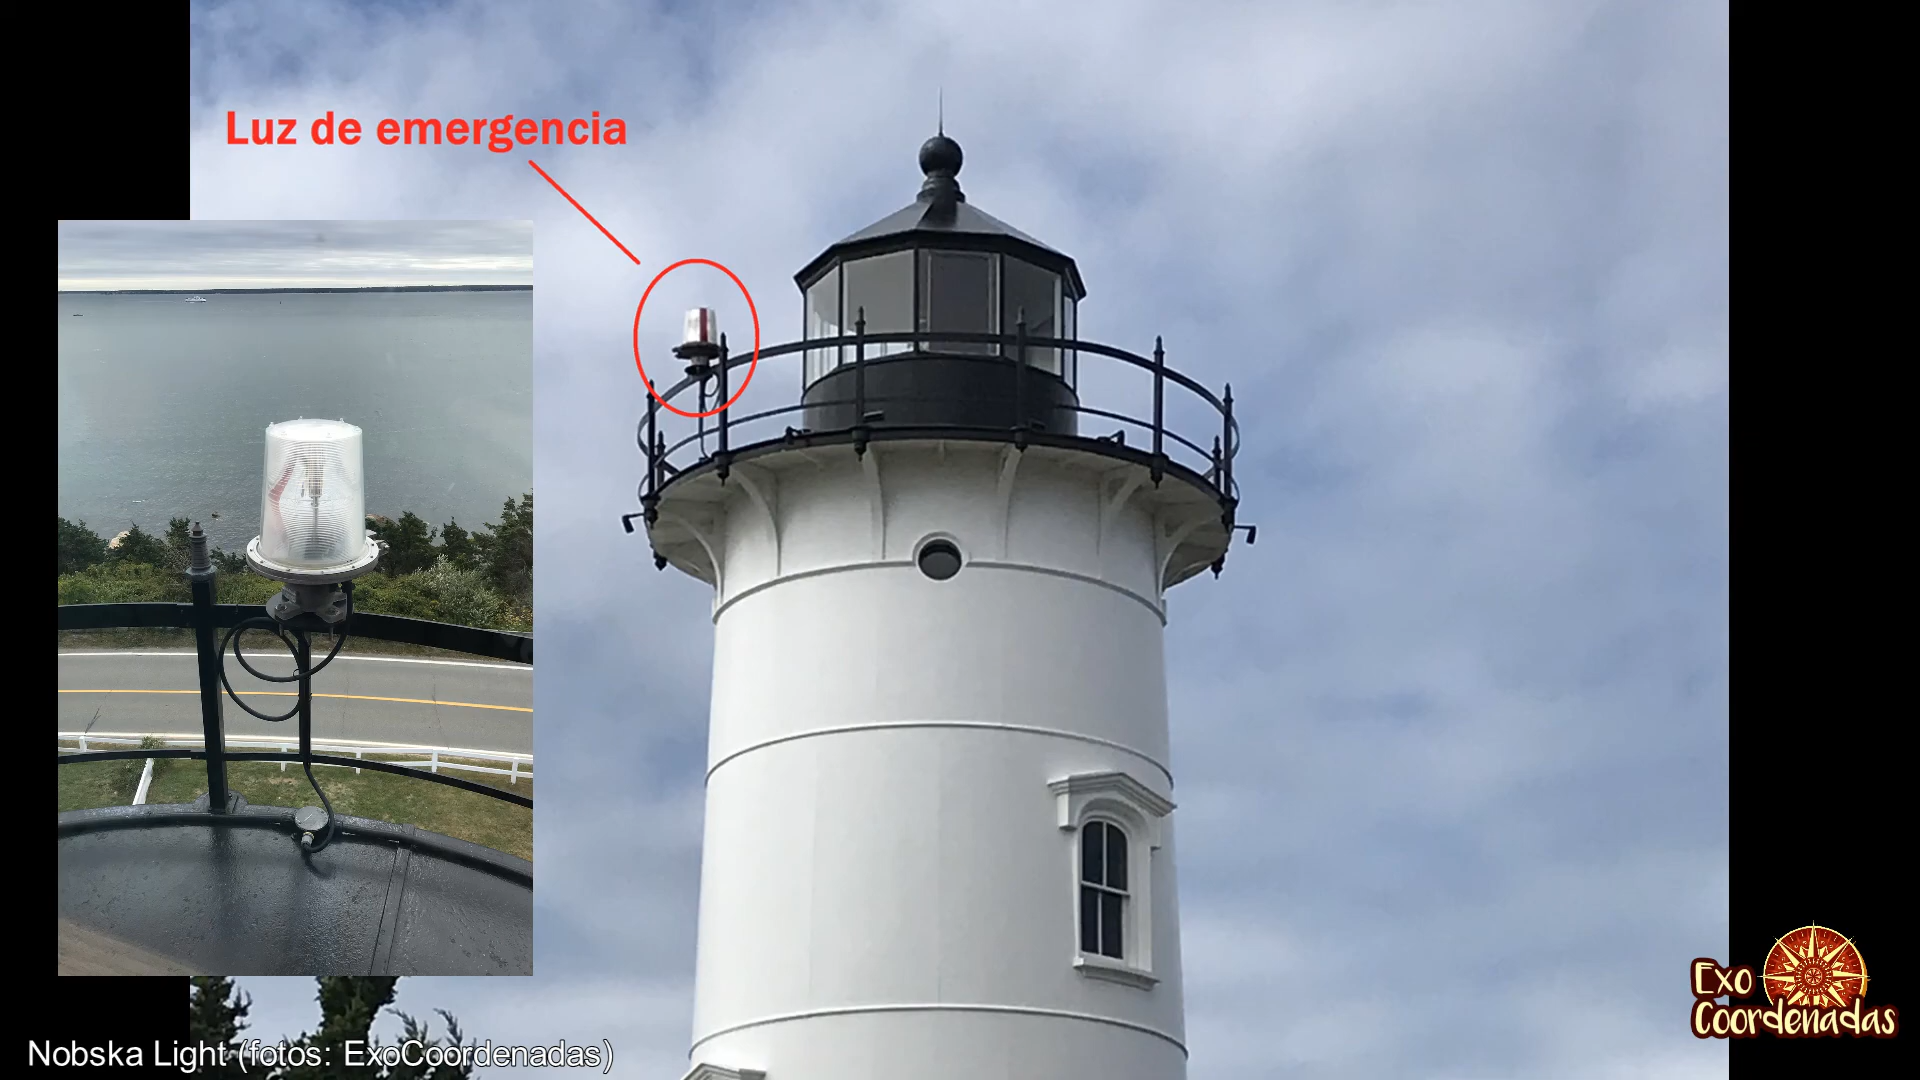 Luz de emergencia
Exo
Coordenadas
Nobska Light (fotos: ExoCoordenadas)